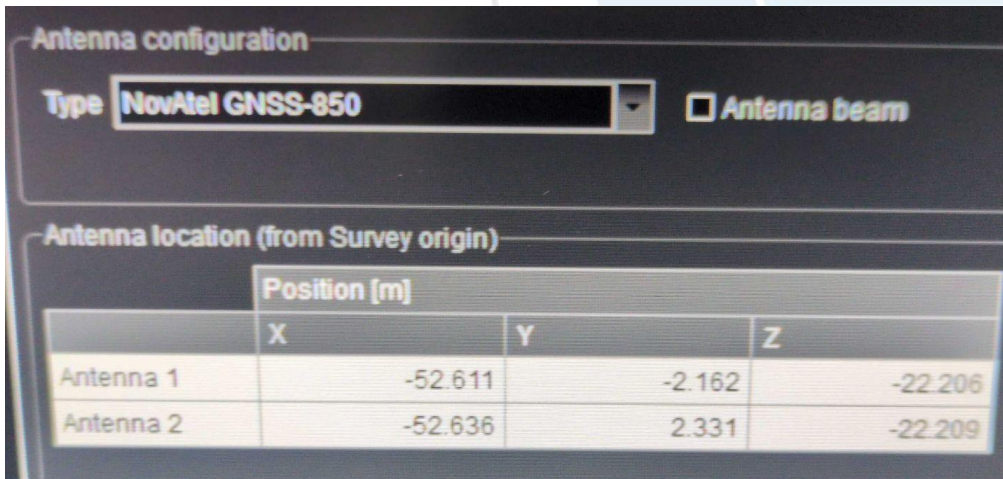 Antenna configuration
Type NovAtel GNSS-850 Antenna beam
Antenna location (from Survey origin)
Position [m]
X Y Z
Antenna 1 -52.611 -2.162 -22.206
Antenna 2 -52.636 2.331 -22.209